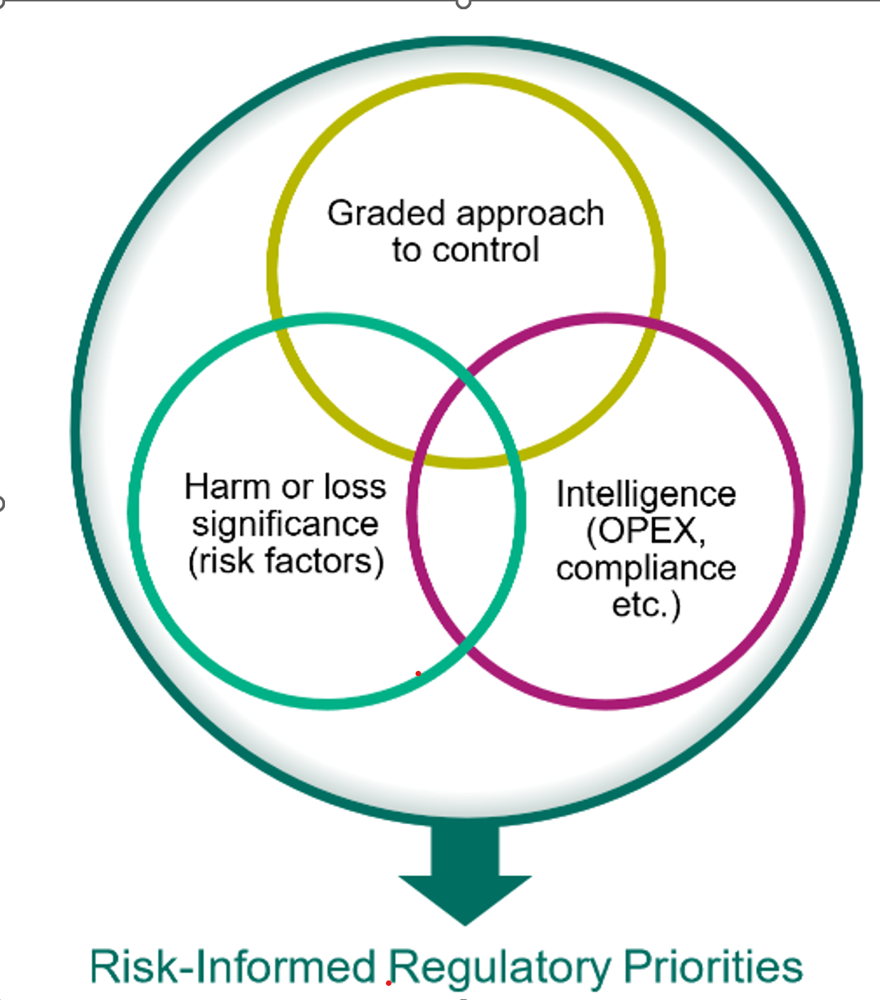 Graded approach
to control
Harm or loss
significance
(risk factors)
Intelligence
(OPEX,
compliance
etc.)
Risk-Informed Regulatory Priorities